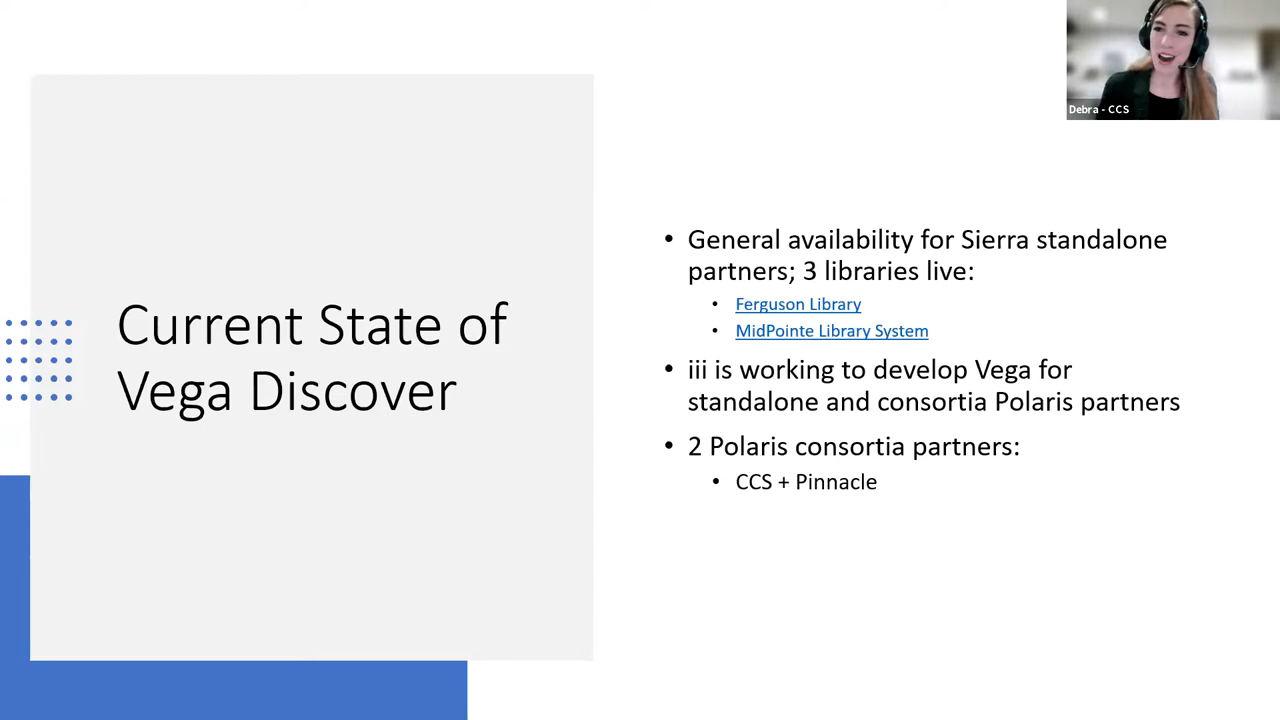 Debra - CCS
Current State of
Vega Discover
• General availability for Sierra standalone
partners; 3 libraries live:
• Ferguson Library
• MidPointe Library System
• iii is working to develop Vega for
standalone and consortia Polaris partners
• 2 Polaris consortia partners:
• CCS + Pinnacle